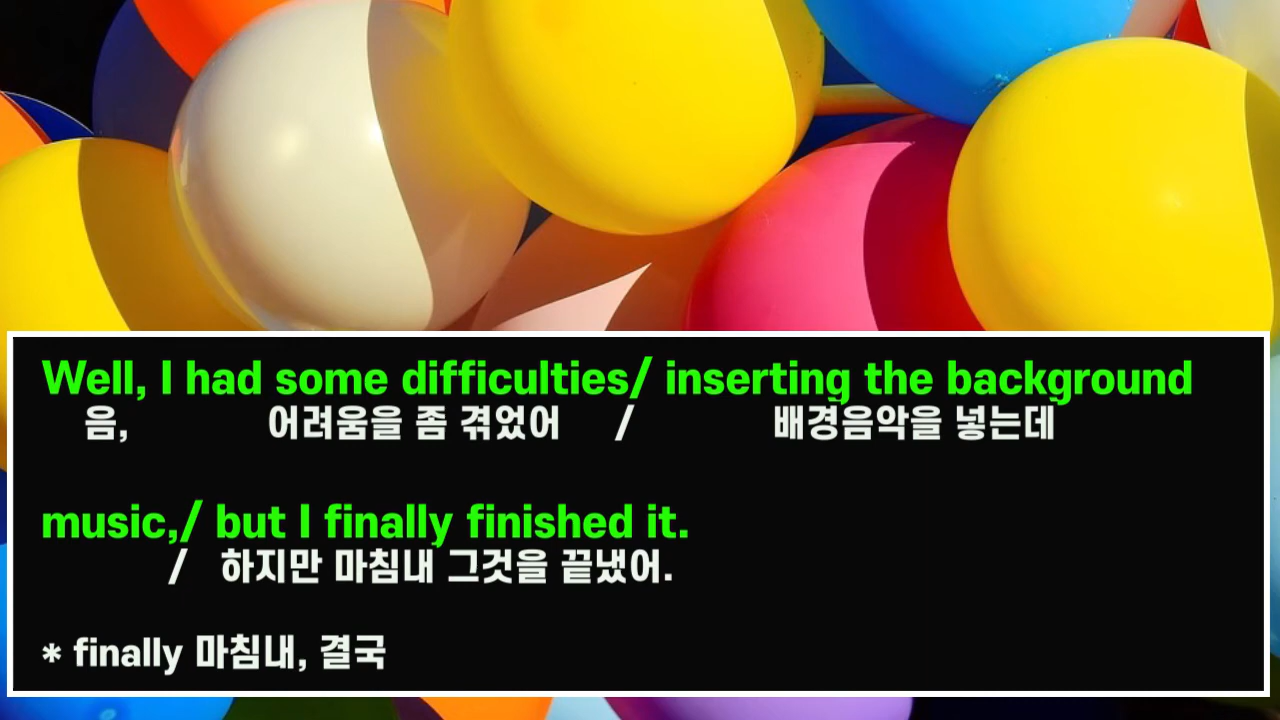 Well, I had some difficulties/ inserting the background
음, 어려움을 좀 겪었어 / 배경음악을 넣는데
music,/ but I finally finished it.
/ 하지만 마침내 그것을 끝냈어.
* finally 마침내, 결국